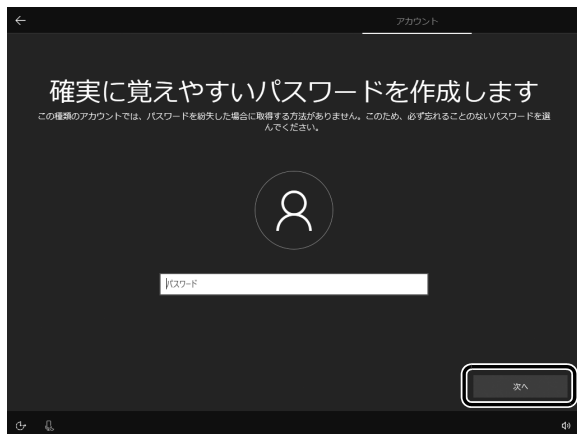 アカウント
確実に覚えやすいパスワードを作成します
この種類のアカウントでは、パスワードを紛失した場合に取得する方法がありません。このため、必ず忘れることのないパスワードを選
んでください。
パスワード
次へ